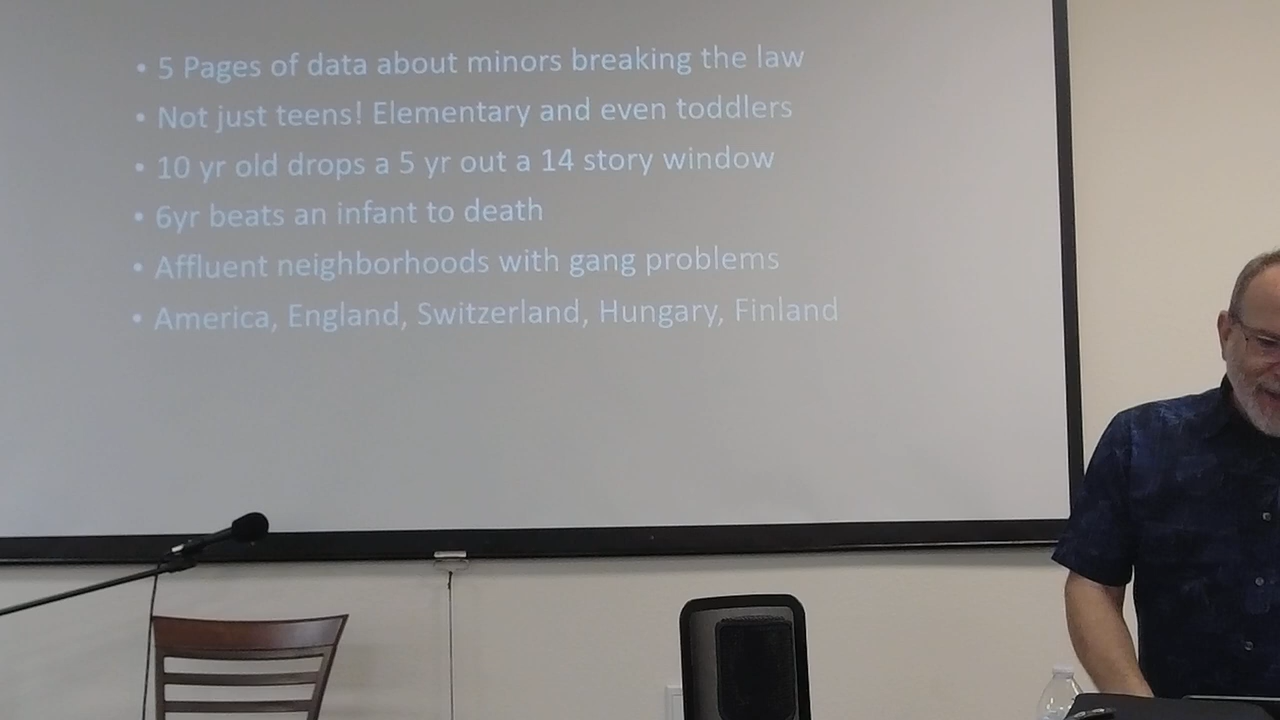 • 5 Pages of data about minors breaking the law
• Not just teens! Elementary and even toddlers
• 10 yr old drops a 5 yr out a 14 story window
• 6yr beats an infant to death
• Affluent neighborhoods with gang problems
• America, England, Switzerland, Hungary, Finland